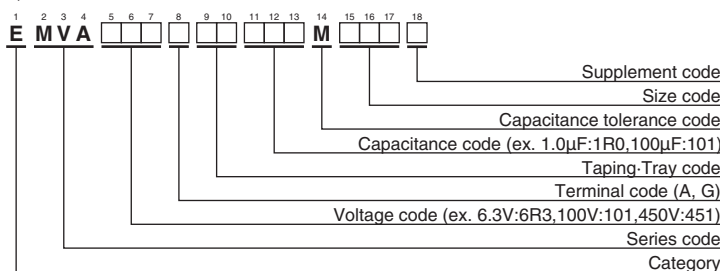 1 2 3 4 5 6 7 8 9 10 11 12 13 14 15 16 17 18
E M V A M
Supplement code
Size code
Capacitance tolerance code
Capacitance code (ex. 1.0μF:1R0,100μF:101)
Taping·Tray code
Terminal code (A, G)
Voltage code (ex. 6.3V:6R3,100V:101,450V:451)
Series code
Category